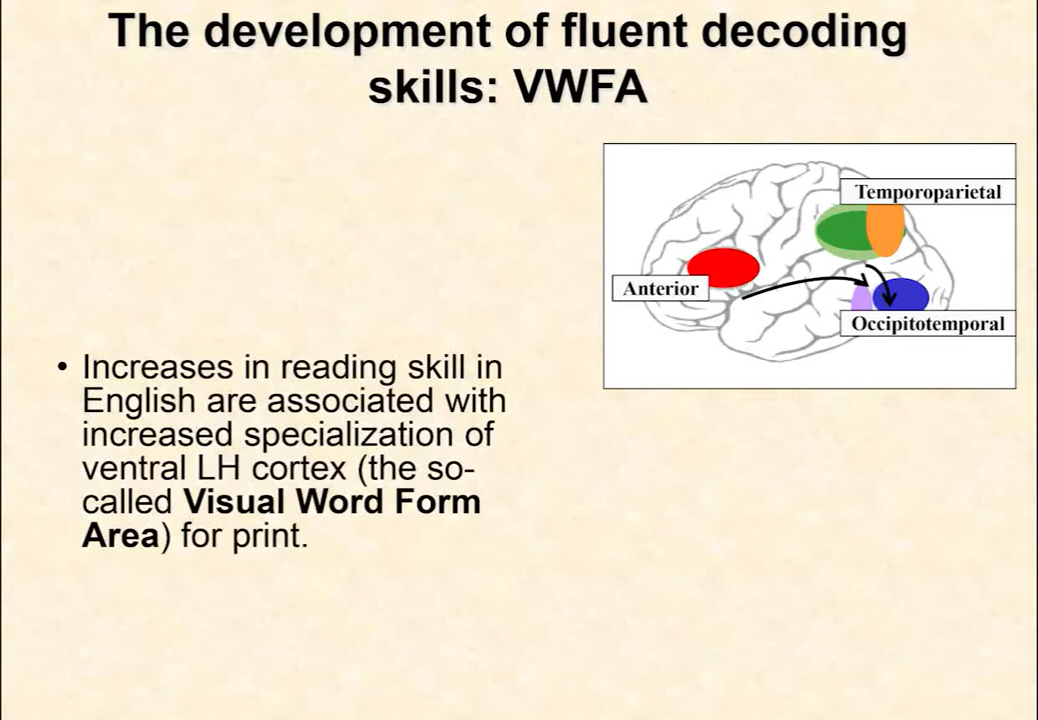 The development of fluent decoding
skills: VWFA
Temporoparietal
Anterior
Occipitotemporal
• Increases in reading skill in
English are associated with
increased specialization of
ventral LH cortex (the so-
called Visual Word Form
Area) for print.